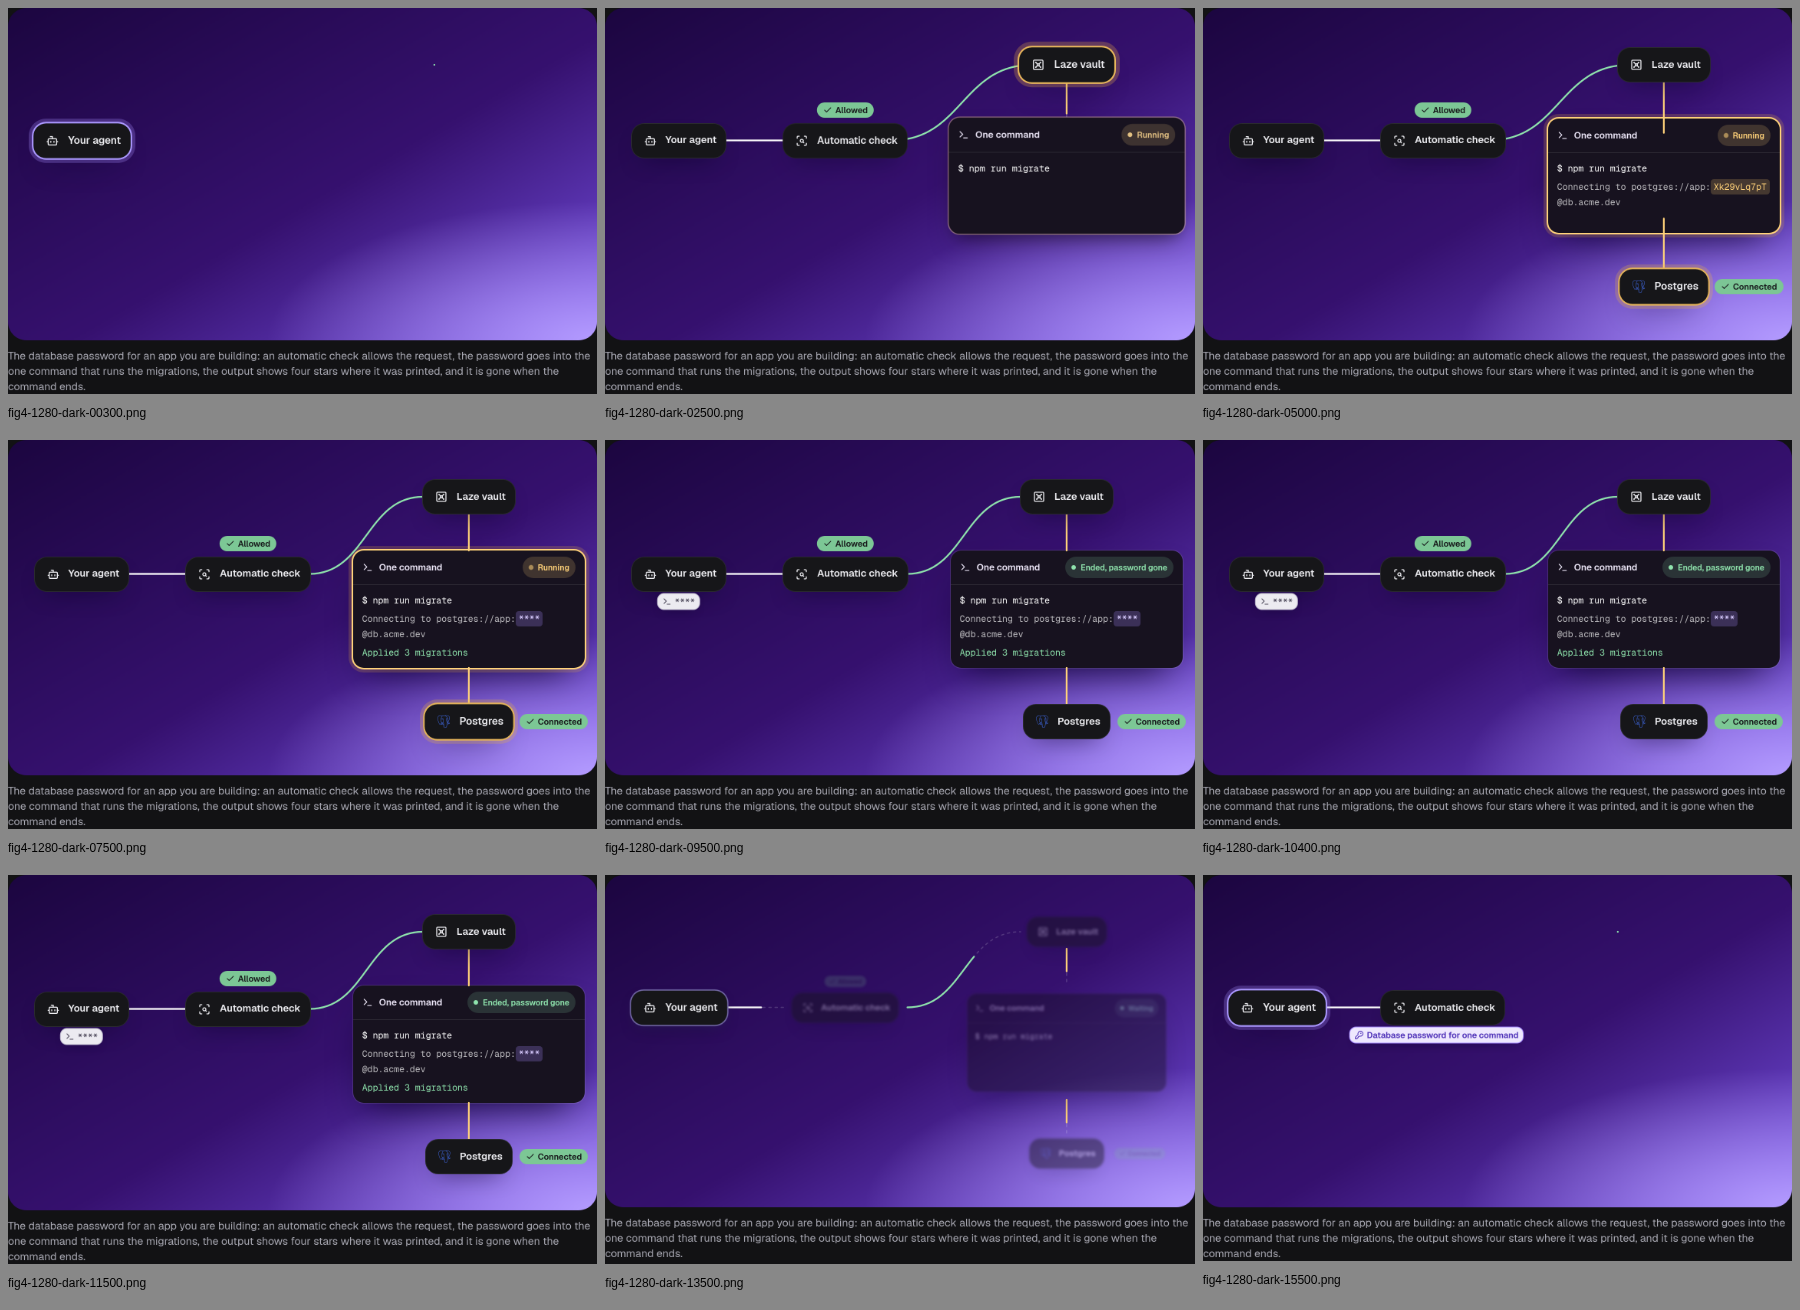 Your agent
The database password for an app you are building: an automatic check allows the request, the password goes into the
one command that runs the migrations, the output shows four stars where it was printed, and it is gone when the
command ends.
fig4-1280-dark-00300.png
Laze vault
Allowed
Your agent
Automatic check
One command
Running
$ npm run migrate
The database password for an app you are building: an automatic check allows the request, the password goes into the
one command that runs the migrations, the output shows four stars where it was printed, and it is gone when the
command ends.
fig4-1280-dark-02500.png
Laze vault
Allowed
Your agent
Automatic check
One command
Running
$ npm run migrate
Connecting to postgres://app:Xk29vLq7pT
@db.acme.dev
Postgres
Connected
The database password for an app you are building: an automatic check allows the request, the password goes into the
one command that runs the migrations, the output shows four stars where it was printed, and it is gone when the
command ends.
fig4-1280-dark-05000.png
Laze vault
Allowed
Your agent
Automatic check
One command
Running
$ npm run migrate
Connecting to postgres://app:****
@db.acme.dev
Applied 3 migrations
Postgres
Connected
The database password for an app you are building: an automatic check allows the request, the password goes into the
one command that runs the migrations, the output shows four stars where it was printed, and it is gone when the
command ends.
fig4-1280-dark-07500.png
Laze vault
Allowed
Your agent
Automatic check
One command
Ended, password gone
>_ ****
$ npm run migrate
Connecting to postgres://app:****
@db.acme.dev
Applied 3 migrations
Postgres
Connected
The database password for an app you are building: an automatic check allows the request, the password goes into the
one command that runs the migrations, the output shows four stars where it was printed, and it is gone when the
command ends.
fig4-1280-dark-09500.png
Laze vault
Allowed
Your agent
Automatic check
One command
Ended, password gone
>_ ****
$ npm run migrate
Connecting to postgres://app:****
@db.acme.dev
Applied 3 migrations
Postgres
Connected
The database password for an app you are building: an automatic check allows the request, the password goes into the
one command that runs the migrations, the output shows four stars where it was printed, and it is gone when the
command ends.
fig4-1280-dark-10400.png
Laze vault
Allowed
Your agent
Automatic check
One command
Ended, password gone
>_ ****
$ npm run migrate
Connecting to postgres://app:****
@db.acme.dev
Applied 3 migrations
Postgres
Connected
The database password for an app you are building: an automatic check allows the request, the password goes into the
one command that runs the migrations, the output shows four stars where it was printed, and it is gone when the
command ends.
fig4-1280-dark-11500.png
Laze vault
Your agent
Automatic check
One command
$ npm run migrate
Postgres
The database password for an app you are building: an automatic check allows the request, the password goes into the
one command that runs the migrations, the output shows four stars where it was printed, and it is gone when the
command ends.
fig4-1280-dark-13500.png
Your agent
Automatic check
Database password for one command
The database password for an app you are building: an automatic check allows the request, the password goes into the
one command that runs the migrations, the output shows four stars where it was printed, and it is gone when the
command ends.
fig4-1280-dark-15500.png